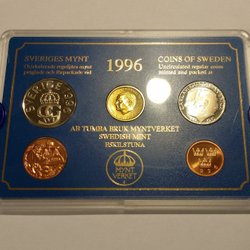 SVERIGES MYNT
1996
COINS OF SWEDEN
Uncirculated regular coins
minted and packed at
AB TUMBA BRUK MYNTVERKET
SWEDISH MINT
ESKILSTUNA
MYNT
VERKET